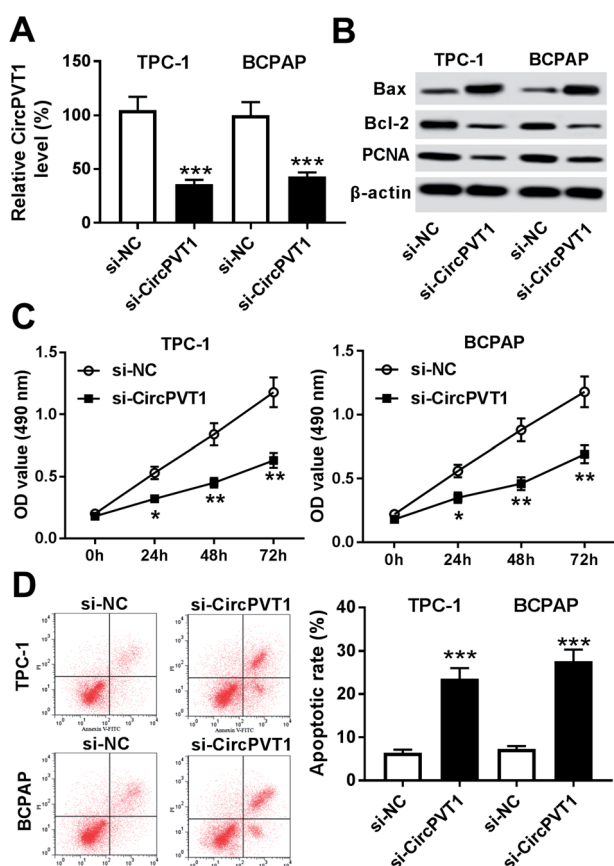 A
TPC-1 BCPAP
Relative CircPVT1
level (%)
150
100
50
0
***
***
si-NC
si-CircPVT1
si-NC
si-CircPVT1
B
TPC-1 BCPAP
Bax
Bcl-2
PCNA
β-actin
si-NC
si-CircPVT1
si-NC
si-CircPVT1
C
TPC-1
OD value (490 nm)
1.5
1.0
0.5
0.0
si-NC
si-CircPVT1
*
**
**
0h 24h 48h 72h
BCPAP
OD value (490 nm)
1.5
1.0
0.5
0.0
si-NC
si-CircPVT1
*
**
**
0h 24h 48h 72h
D
si-NC si-CircPVT1
TPC-1
PI
Annexin V-FITC
Annexin V-FITC
si-NC si-CircPVT1
BCPAP
TPC-1 BCPAP
Apoptotic rate (%)
40
30
20
10
0
***
***
si-NC
si-CircPVT1
si-NC
si-CircPVT1